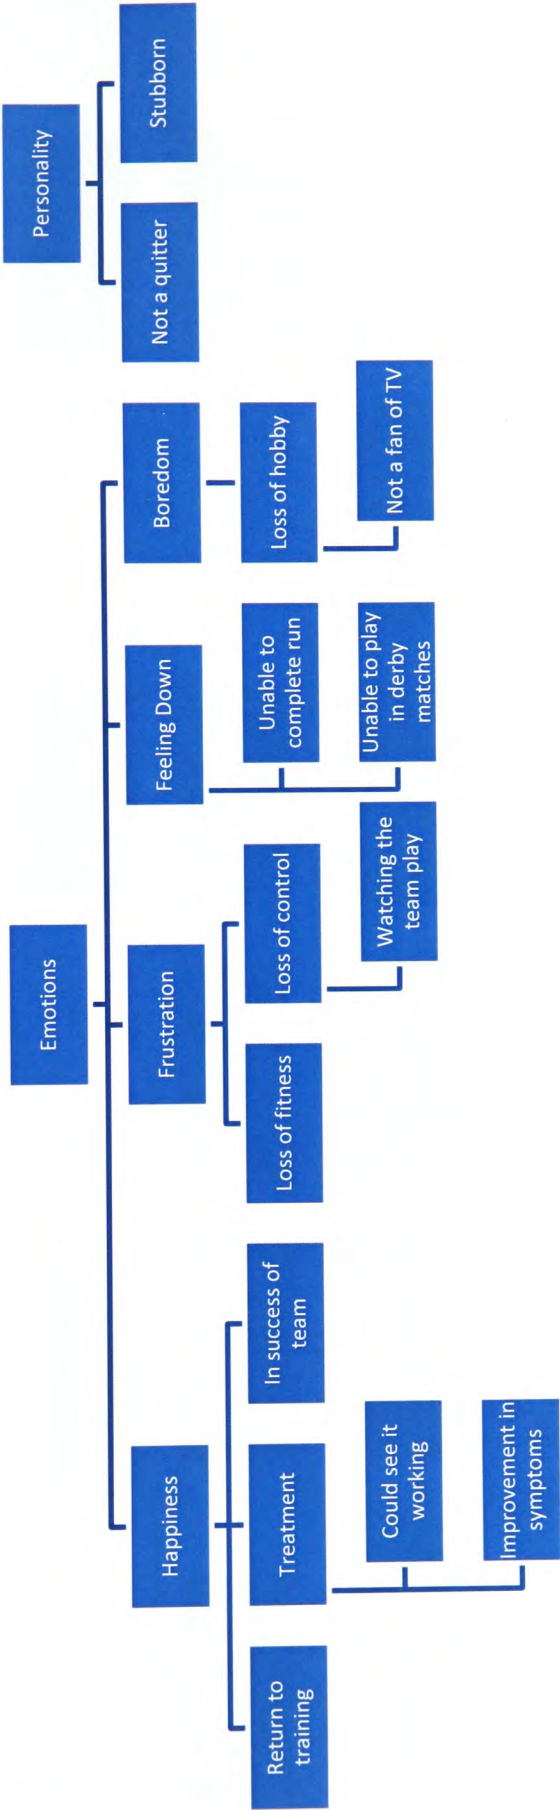 Emotions
Personality
Happiness
Frustration
Feeling Down
Boredom
Not a quitter
Stubborn
Return to
training
Treatment
In success of
team
Loss of fitness
Loss of control
Unable to
complete run
Loss of hobby
Could see it
working
Watching the
team play
Unable to play
in derby
matches
Not a fan of TV
Improvement in
symptoms